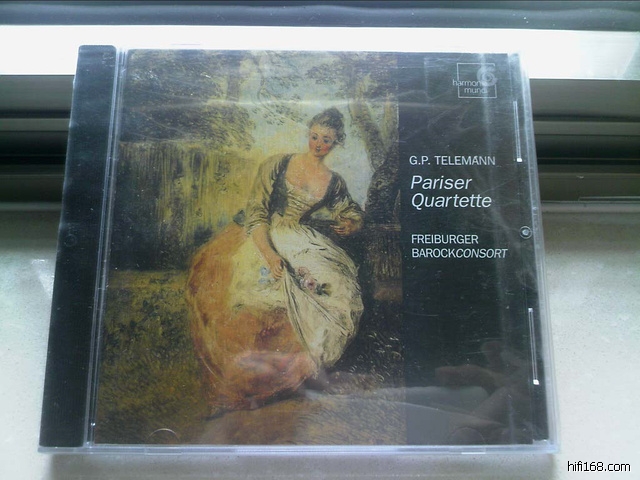 harmonia
mundi
G.P. TELEMANN
Pariser
Quartette
FREIBURGER
BAROCKCONSORT
hifi168.com